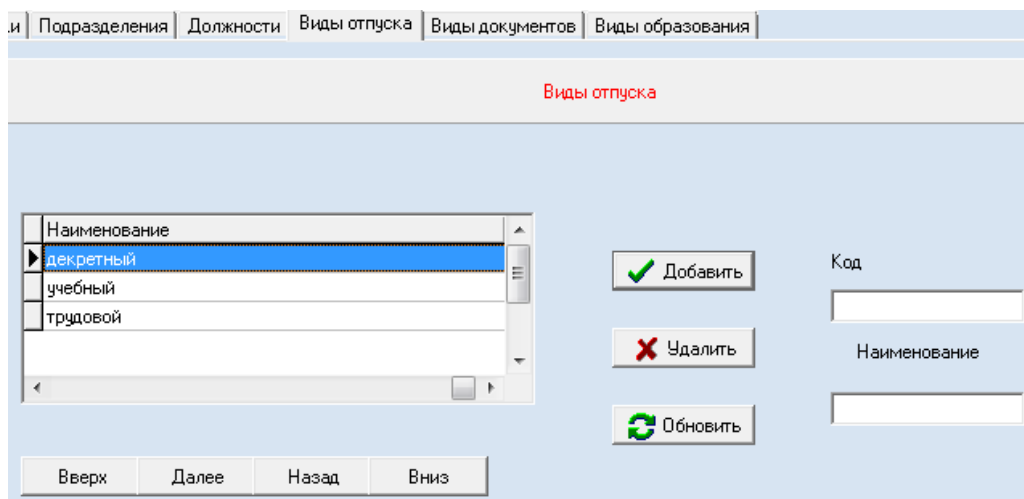 .и Подразделения Должности Виды отпуска Виды документов Виды образования
Виды отпуска
Наименование
декретный
учебный
трудовой
Добавить
Удалить
Обновить
Код
Наименование
Вверх Далее Назад Вниз